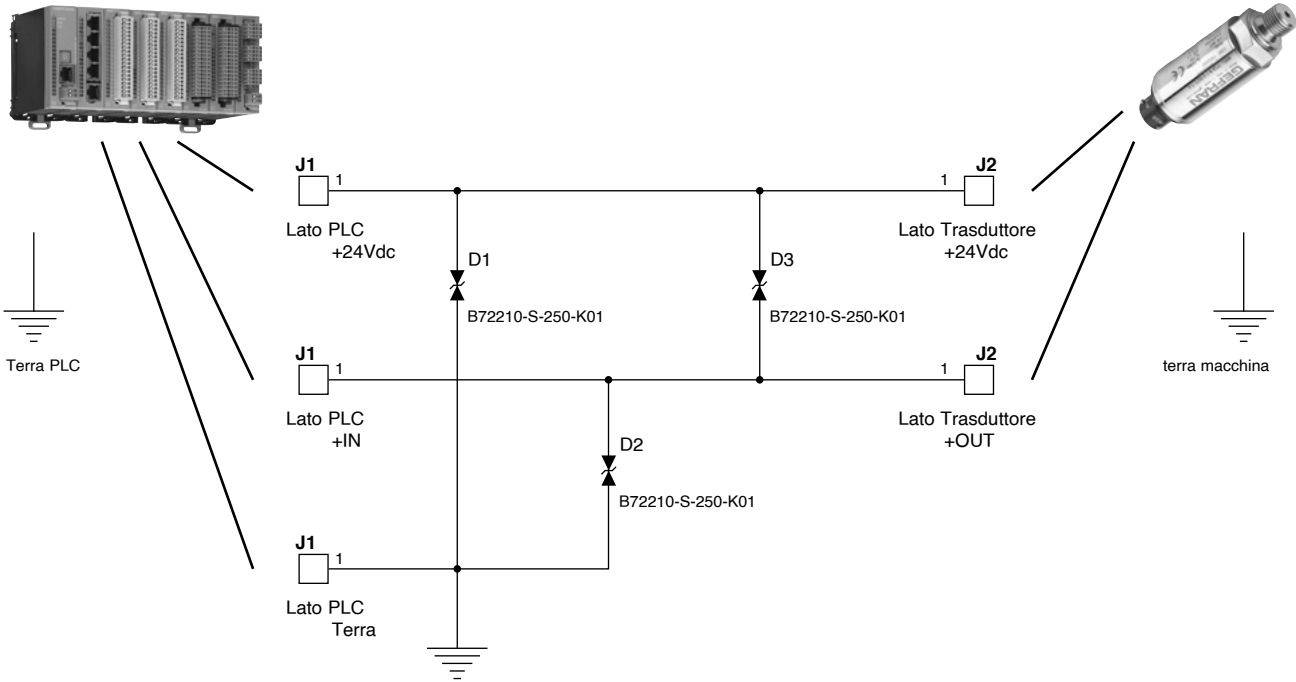 GEFRAN
J1
1
1
J2
Lato PLC
+24Vdc
Lato Trasduttore
+24Vdc
D1
D3
B72210-S-250-K01
B72210-S-250-K01
Terra PLC
terra macchina
J1
1
1
J2
Lato PLC
+IN
Lato Trasduttore
+OUT
D2
B72210-S-250-K01
J1
1
Lato PLC
Terra